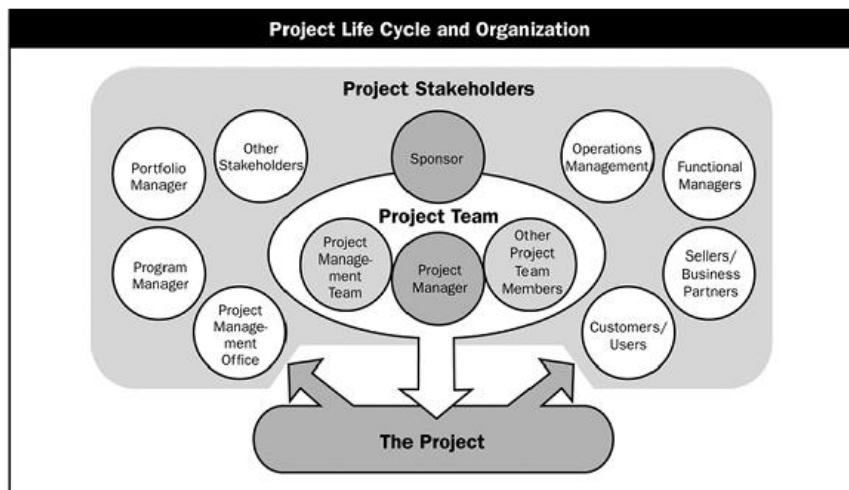 Project Life Cycle and Organization
Project Stakeholders
Portfolio
Manager
Other
Stakeholders
Sponsor
Operations
Management
Functional
Managers
Project Team
Program
Manager
Project
Manage-
ment
Team
Project
Manager
Other
Project
Team
Members
Sellers/
Business
Partners
Project
Manage-
ment
Office
Customers/
Users
The Project